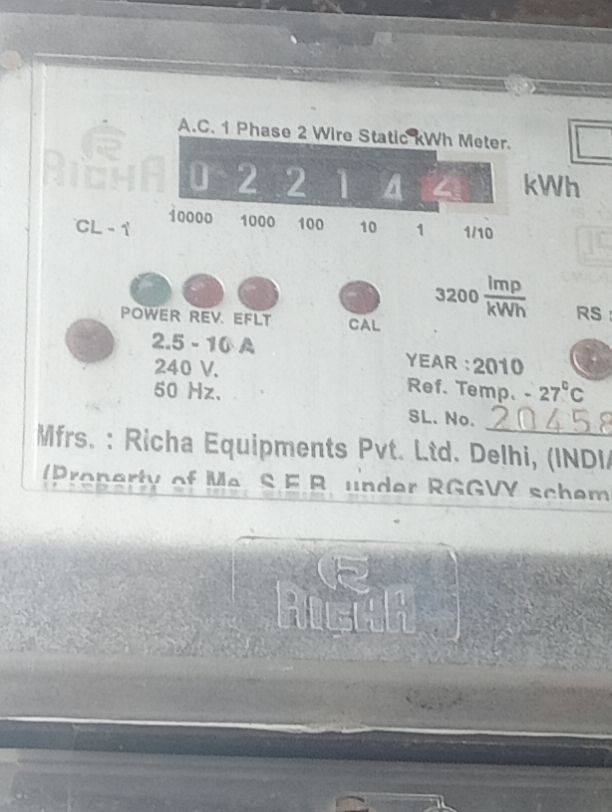 A.C. 1 Phase 2 Wire Static kWh Meter.
RICHA
0 2 2 1 4 kWh
10000 1000 100 10 1 1/10
CL - 1
POWER REV. EFLT CAL
3200 imp/kWh
RS
2.5 - 10 A
240 V.
50 Hz.
YEAR : 2010
Ref. Temp. - 27°C
SL. No. 20458
Mfrs. : Richa Equipments Pvt. Ltd. Delhi, (INDIA
(Property of Me. S.E.B. under RGGVY schem
RICHA